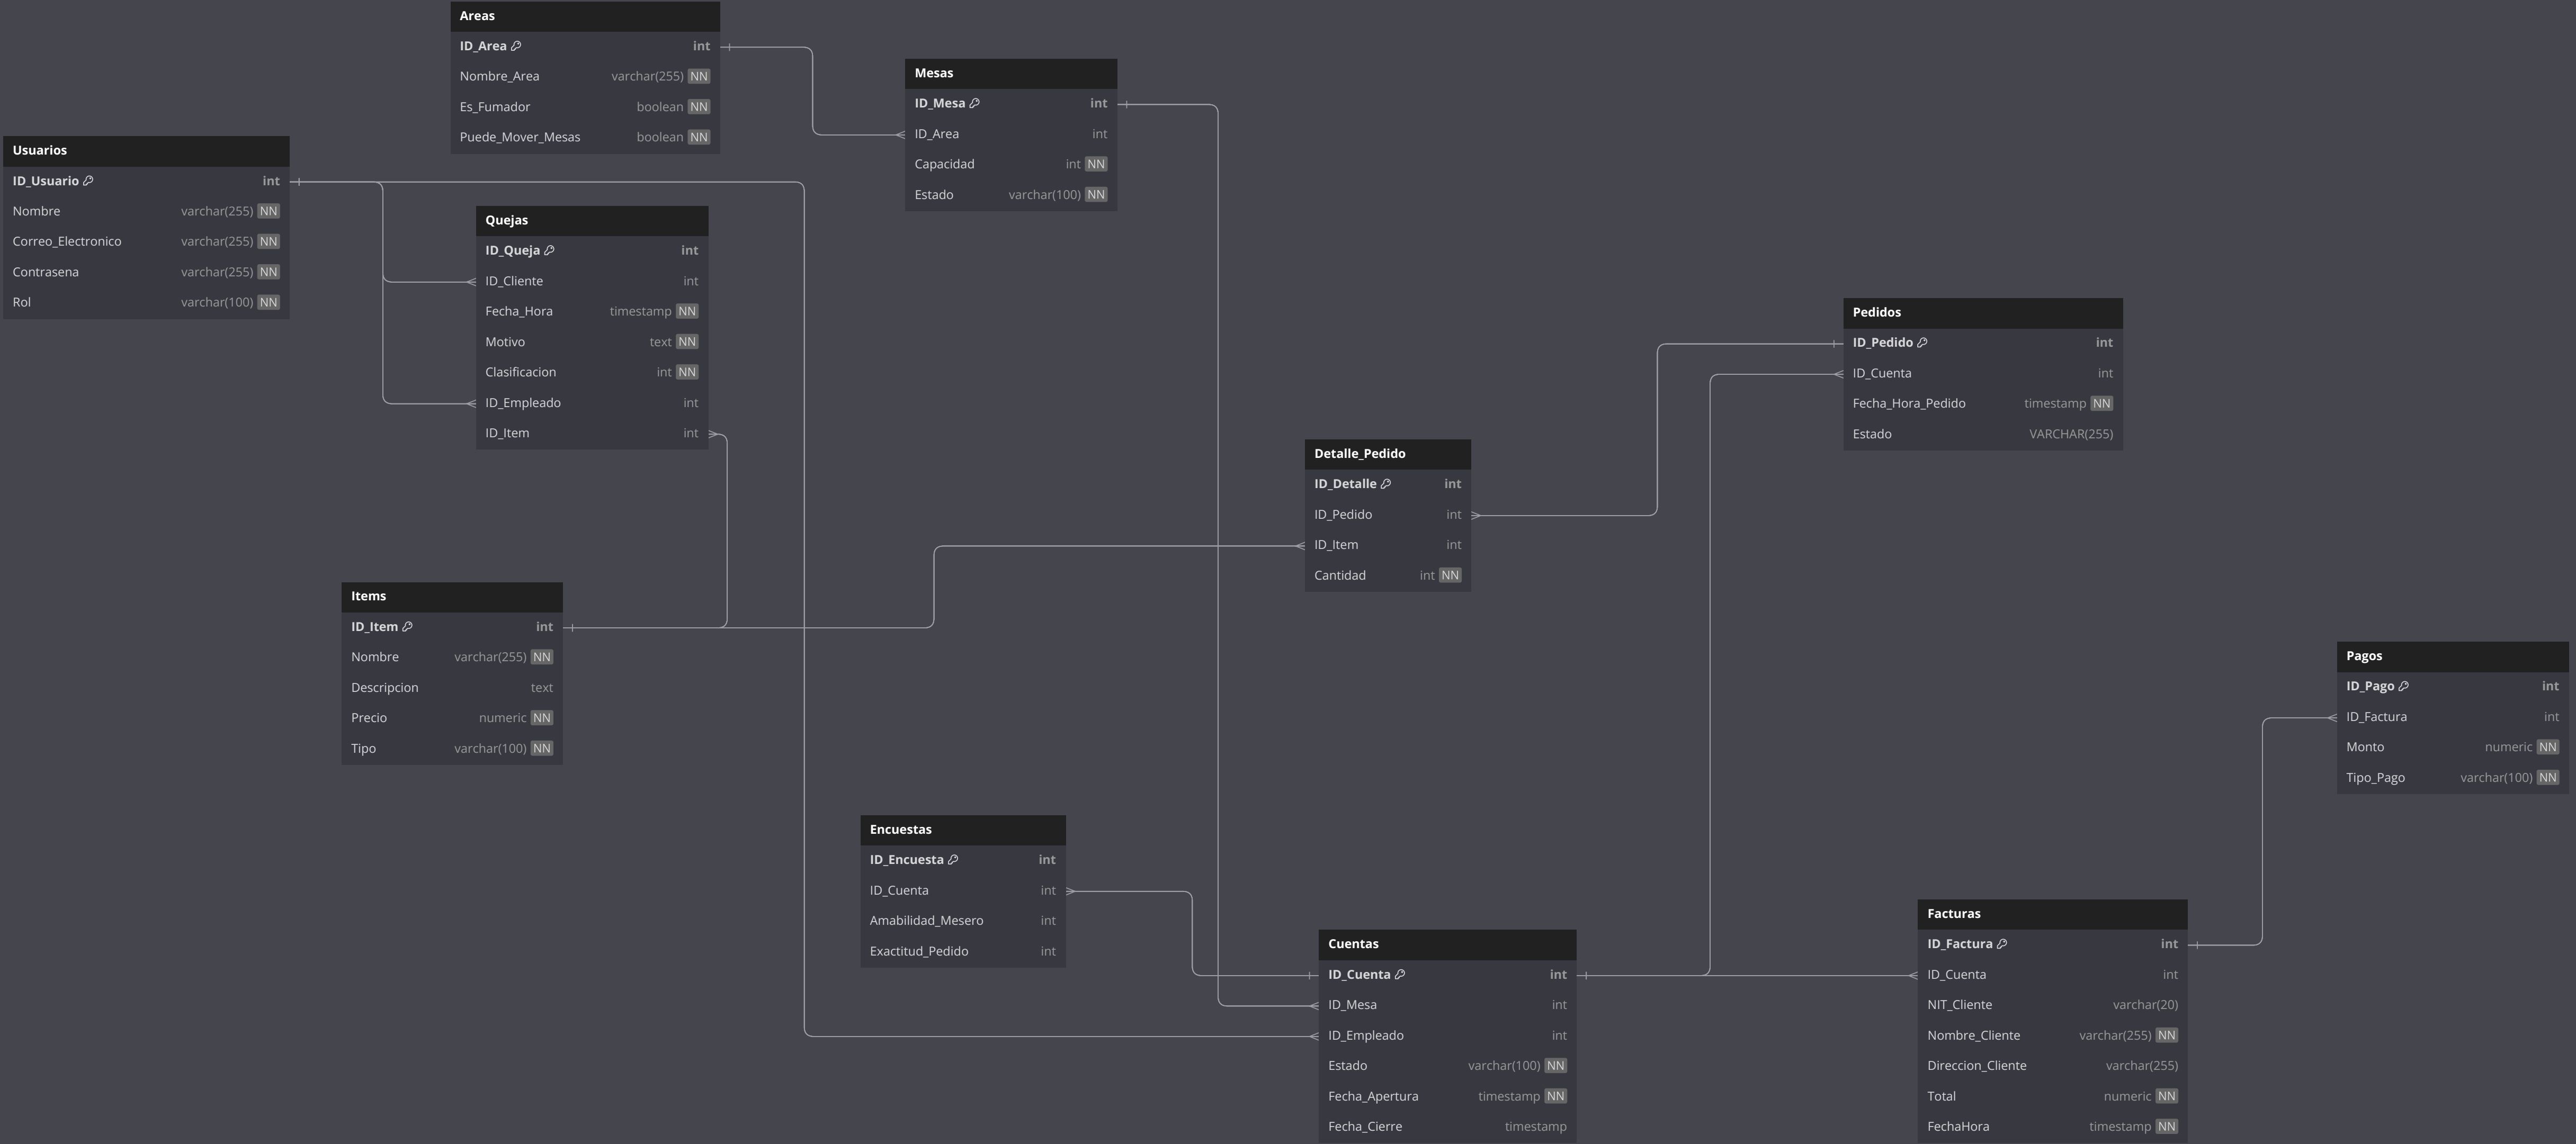 Areas
ID_Area int
Nombre_Area varchar(255) NN
Es_Fumador boolean NN
Puede_Mover_Mesas boolean NN
Mesas
ID_Mesa int
ID_Area int
Capacidad int NN
Estado varchar(100) NN
Usuarios
ID_Usuario int
Nombre varchar(255) NN
Correo_Electronico varchar(255) NN
Contrasena varchar(255) NN
Rol varchar(100) NN
Quejas
ID_Queja int
ID_Cliente int
Fecha_Hora timestamp NN
Motivo text NN
Clasificacion int NN
ID_Empleado int
ID_Item int
Pedidos
ID_Pedido int
ID_Cuenta int
Fecha_Hora_Pedido timestamp NN
Estado VARCHAR(255)
Detalle_Pedido
ID_Detalle int
ID_Pedido int
ID_Item int
Cantidad int NN
Items
ID_Item int
Nombre varchar(255) NN
Descripcion text
Precio numeric NN
Tipo varchar(100) NN
Pagos
ID_Pago int
ID_Factura int
Monto numeric NN
Tipo_Pago varchar(100) NN
Encuestas
ID_Encuesta int
ID_Cuenta int
Amabilidad_Mesero int
Exactitud_Pedido int
Cuentas
ID_Cuenta int
ID_Mesa int
ID_Empleado int
Estado varchar(100) NN
Fecha_Apertura timestamp NN
Fecha_Cierre timestamp
Facturas
ID_Factura int
ID_Cuenta int
NIT_Cliente varchar(20)
Nombre_Cliente varchar(255) NN
Direccion_Cliente varchar(255)
Total numeric NN
FechaHora timestamp NN